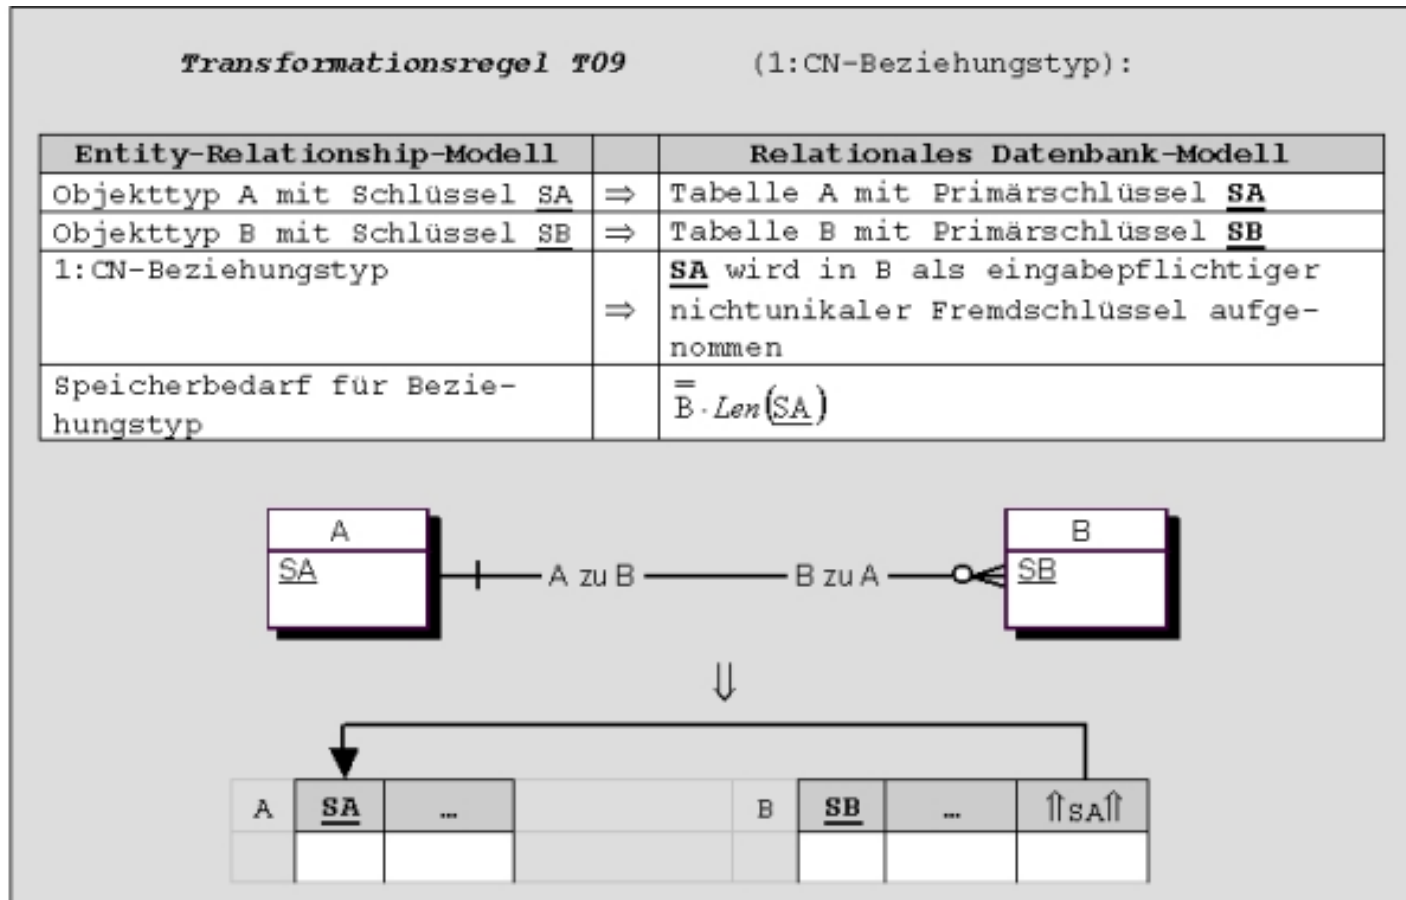 Transformationsregel T09 (1:CN-Beziehungstyp):
Entity-Relationship-Modell Relationales Datenbank-Modell
Objekttyp A mit Schlüssel SA ⇒ Tabelle A mit Primärschlüssel SA
Objekttyp B mit Schlüssel SB ⇒ Tabelle B mit Primärschlüssel SB
1:CN-Beziehungstyp ⇒ SA wird in B als eingabepflichtiger
nichtunikaler Fremdschlüssel aufge-
nommen
Speicherbedarf für Bezie-
hungstyp
B̿ · Len(SA)
A B
SA A zu B B zu A SB
⇓
A SA … B SB … ⇑SA⇑